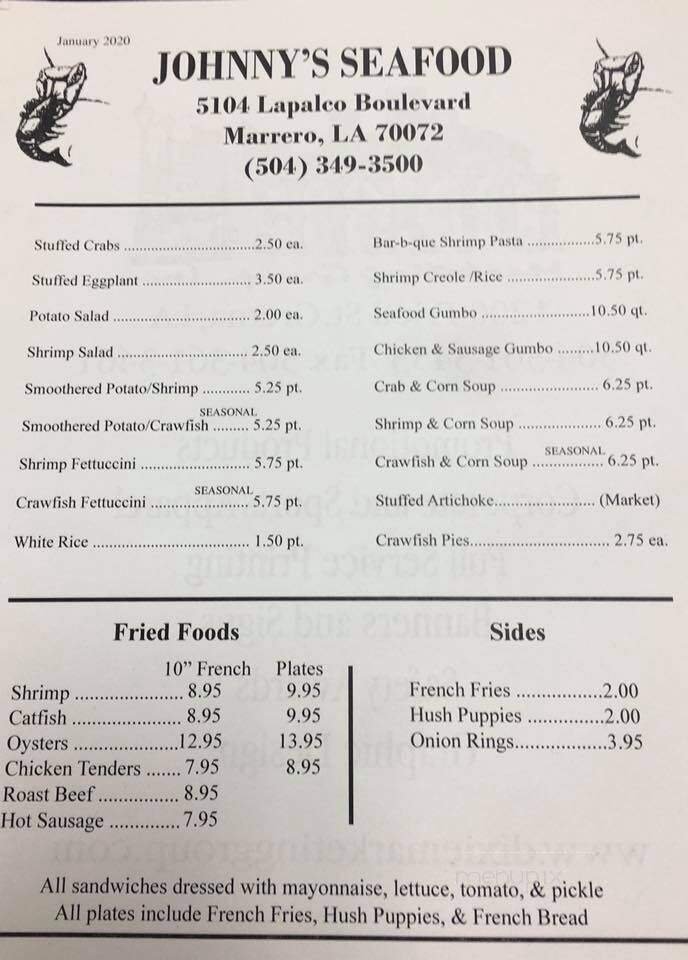 January 2020
JOHNNY'S SEAFOOD
5104 Lapalco Boulevard
Marrero, LA 70072
(504) 349-3500
Stuffed Crabs ..............................2.50 ea.
Stuffed Eggplant ......................... 3.50 ea.
Potato Salad ................................ 2.00 ea.
Shrimp Salad .............................. 2.50 ea.
Smoothered Potato/Shrimp ............ 5.25 pt.
SEASONAL
Smoothered Potato/Crawfish ......... 5.25 pt.
Shrimp Fettuccini ......................... 5.75 pt.
SEASONAL
Crawfish Fettuccini ...................... 5.75 pt.
White Rice .................................... 1.50 pt.
Bar-b-que Shrimp Pasta .................5.75 pt.
Shrimp Creole /Rice ......................5.75 pt.
Seafood Gumbo ...........................10.50 qt.
Chicken & Sausage Gumbo .........10.50 qt.
Crab & Corn Soup ....................... 6.25 pt.
Shrimp & Corn Soup .................... 6.25 pt.
SEASONAL
Crawfish & Corn Soup ................. 6.25 pt.
Stuffed Artichoke........................ (Market)
Crawfish Pies................................. 2.75 ea.
Fried Foods
10” French Plates
Shrimp ...................... 8.95 9.95
Catfish ...................... 8.95 9.95
Oysters .....................12.95 13.95
Chicken Tenders ....... 7.95 8.95
Roast Beef ................ 8.95
Hot Sausage ..............7.95
Sides
French Fries .................2.00
Hush Puppies ...............2.00
Onion Rings..................3.95
All sandwiches dressed with mayonnaise, lettuce, tomato, & pickle
All plates include French Fries, Hush Puppies, & French Bread
menupix